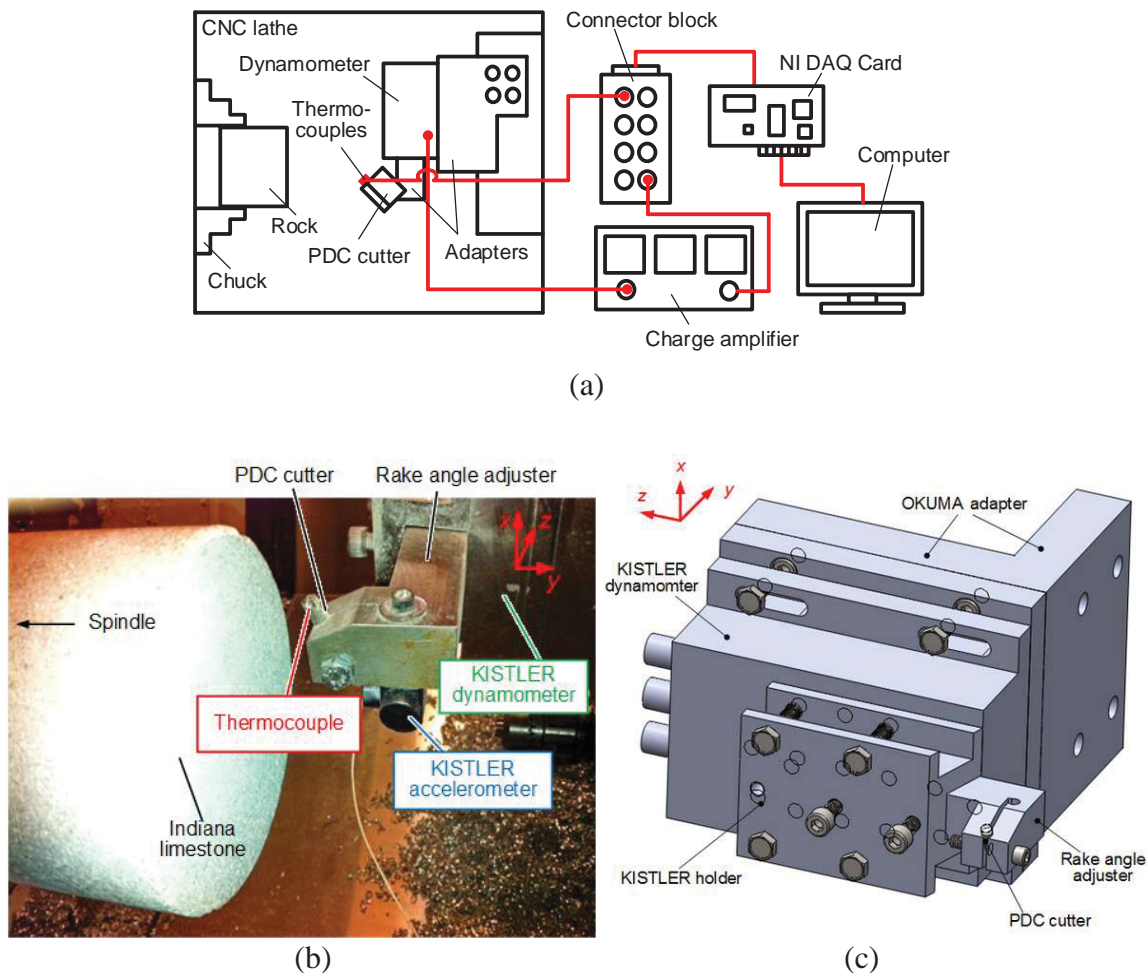 CNC lathe
Dynamometer
Thermo-
couples
Rock
Chuck
PDC cutter
Adapters
Connector block
NI DAQ Card
Computer
Charge amplifier
(a)
PDC cutter
Rake angle adjuster
x
z
y
Spindle
KISTLER
dynamometer
Thermocouple
KISTLER
accelerometer
Indiana
limestone
(b)
x
y
z
OKUMA adapter
KISTLER
dynamomter
KISTLER holder
Rake angle
adjuster
PDC cutter
(c)